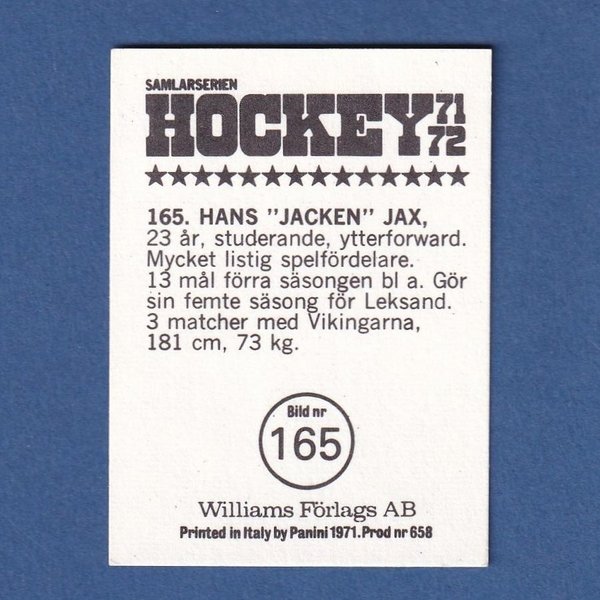 SAMLARSERIEN
HOCKEY 71 72
165. HANS "JACKEN" JAX,
23 år, studerande, ytterforward.
Mycket listig spelfördelare.
13 mål förra säsongen bl a. Gör
sin femte säsong för Leksand.
3 matcher med Vikingarna,
181 cm, 73 kg.
Bild nr
165
Williams Förlags AB
Printed in Italy by Panini 1971. Prod nr 658